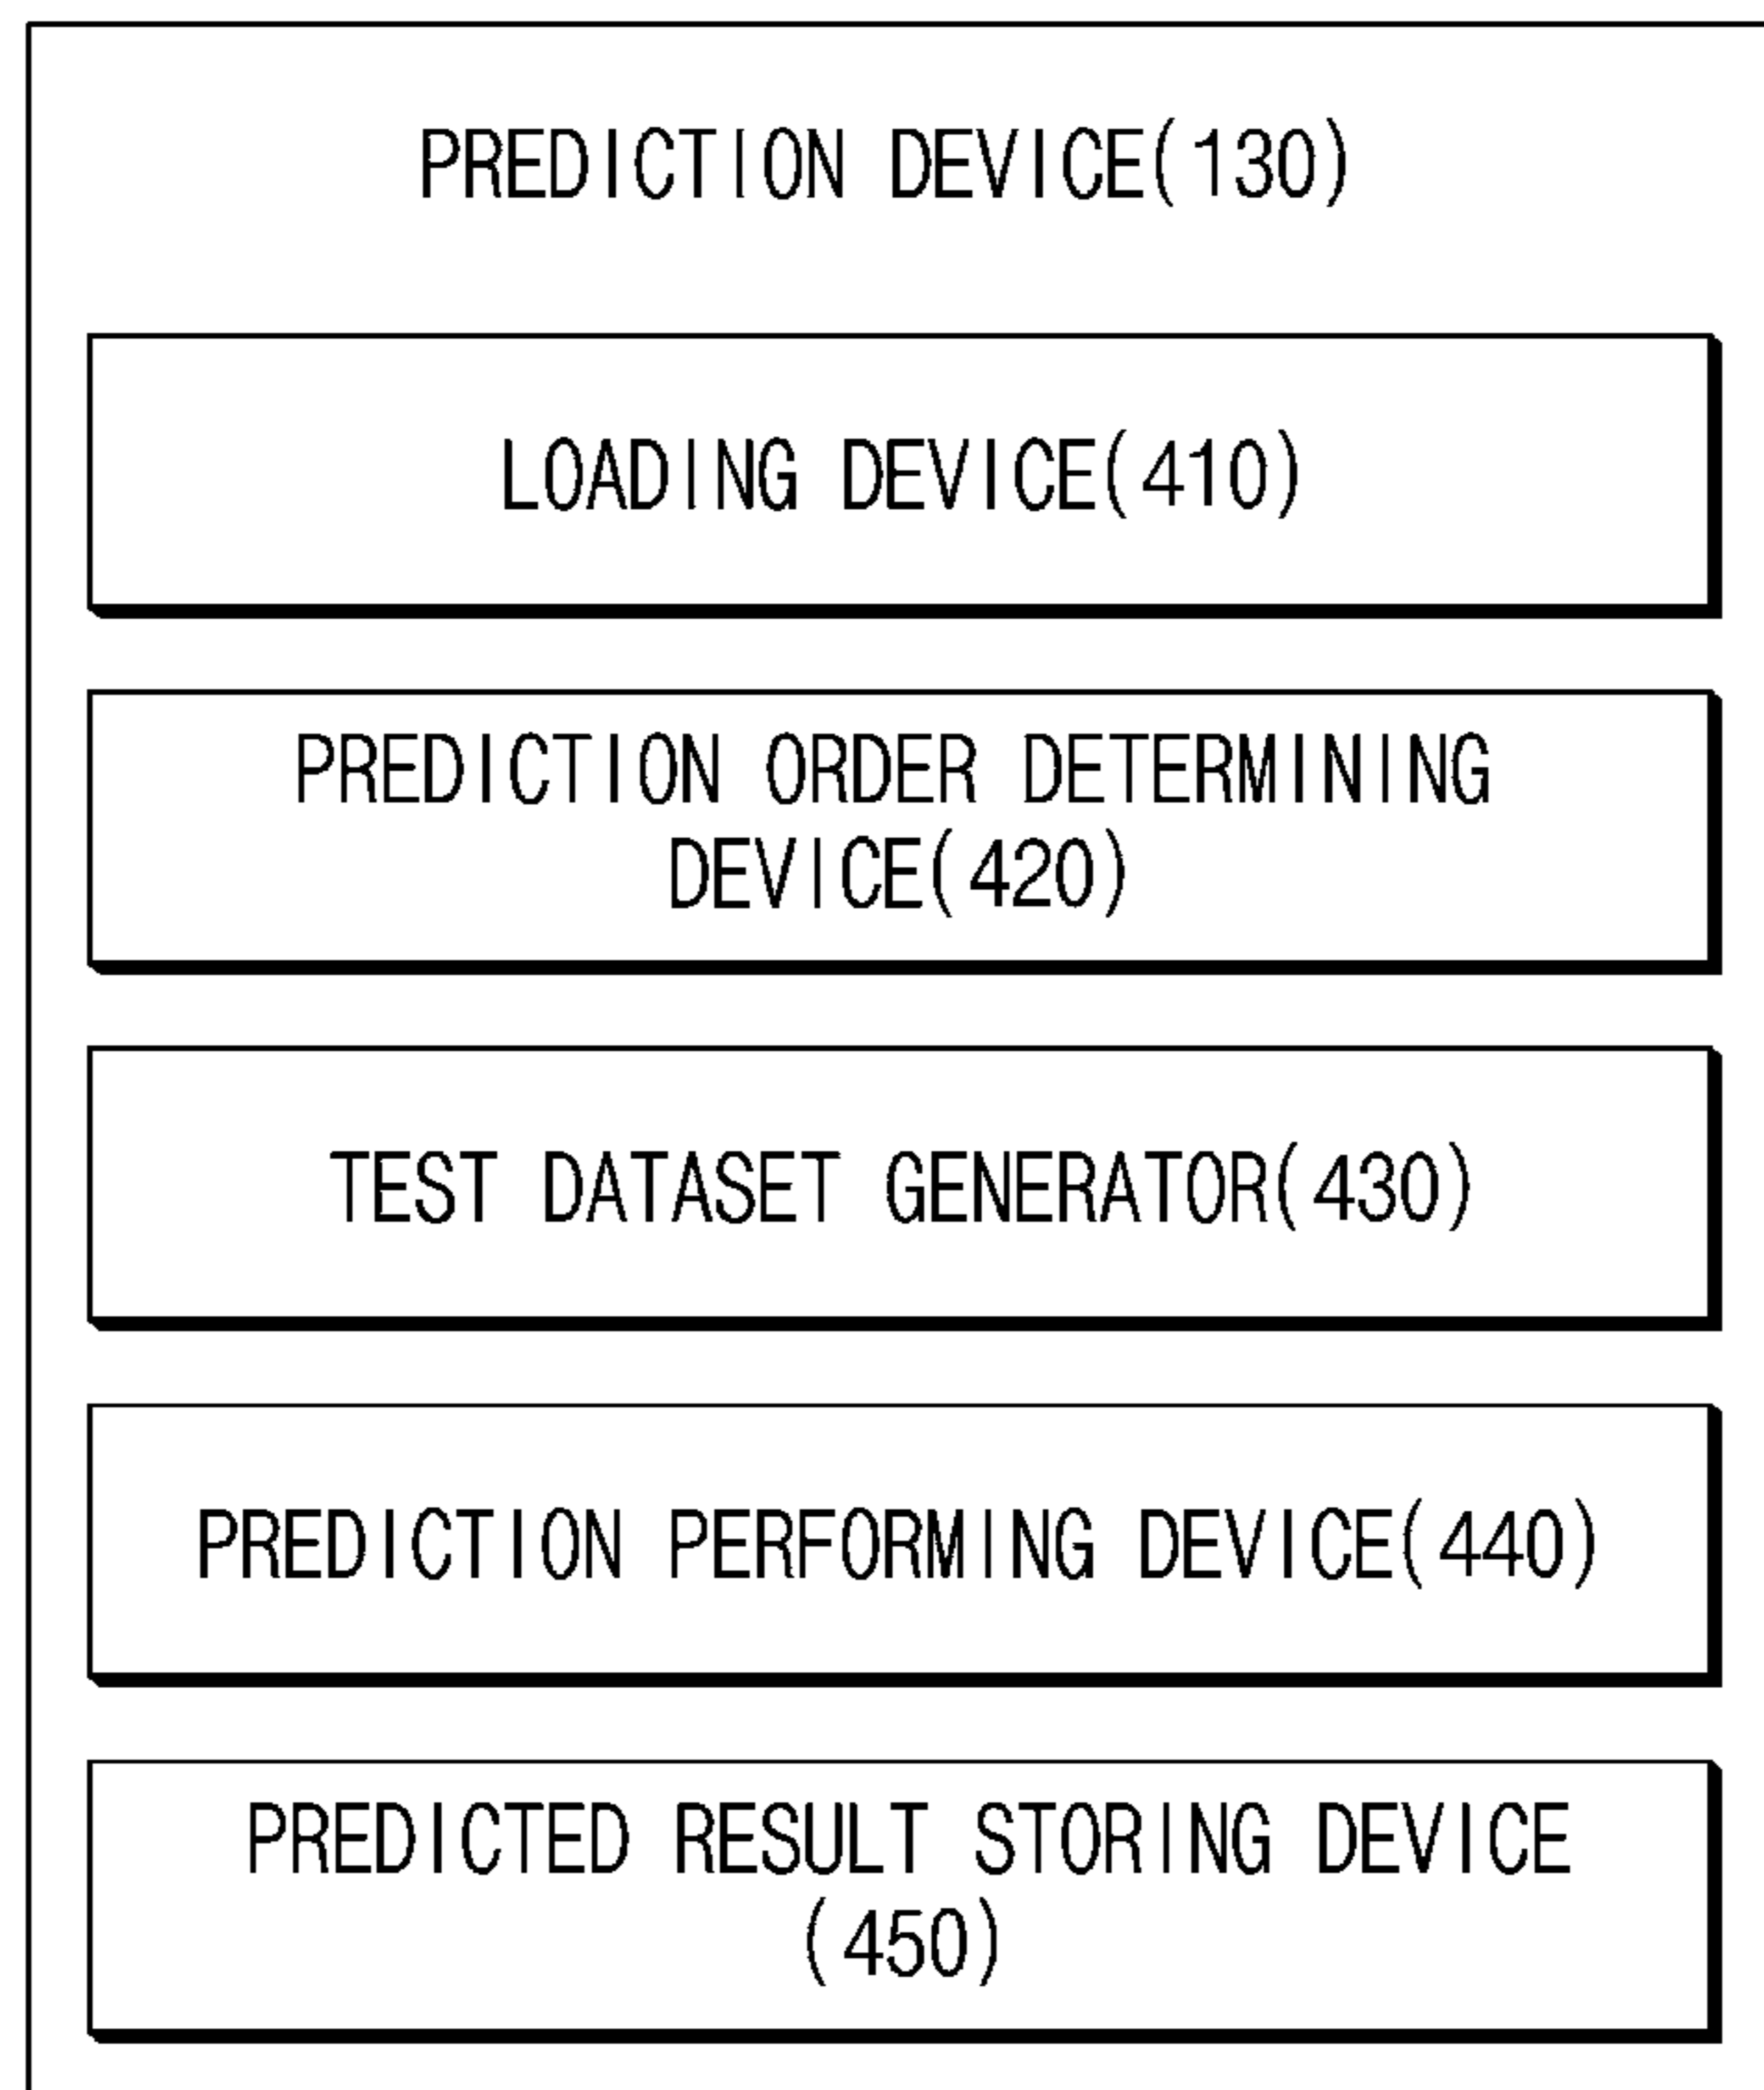 PREDICTION DEVICE(130)
LOADING DEVICE(410)
PREDICTION ORDER DETERMINING
DEVICE(420)
TEST DATASET GENERATOR(430)
PREDICTION PERFORMING DEVICE(440)
PREDICTED RESULT STORING DEVICE
(450)